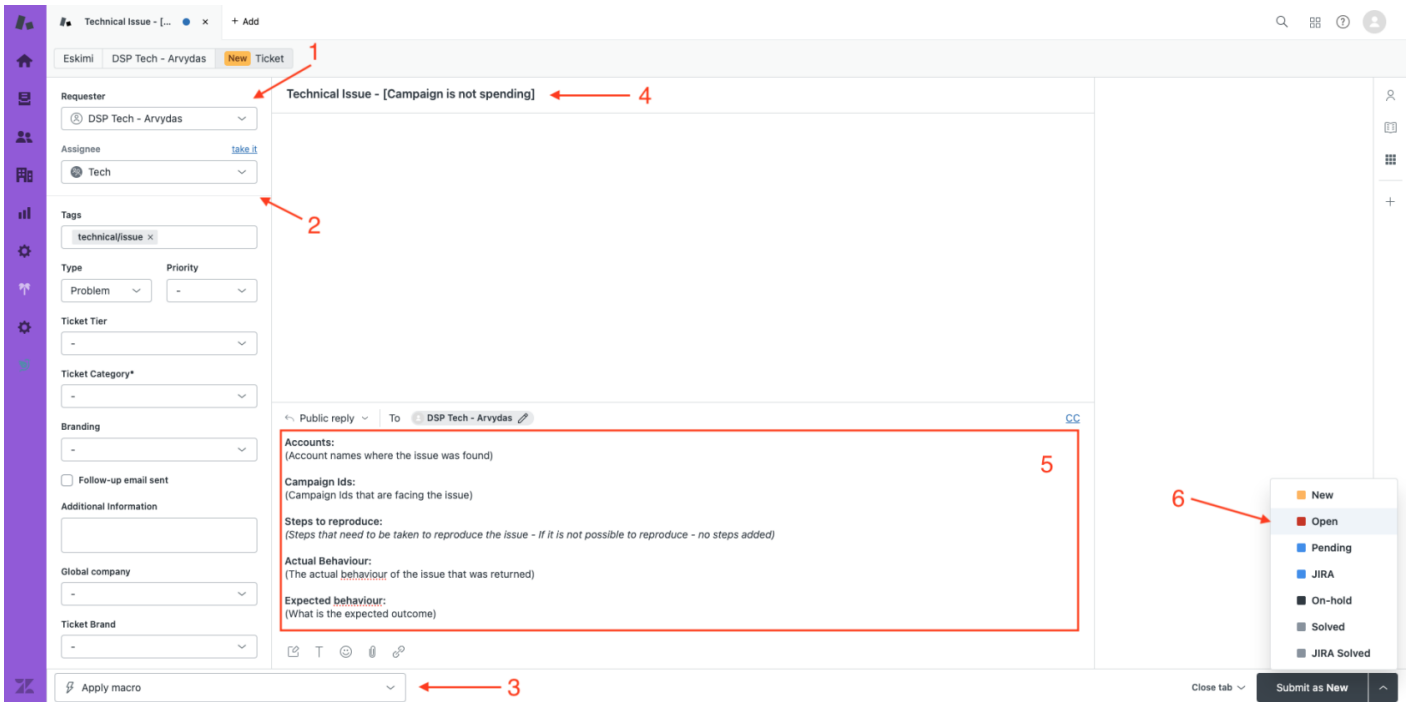 Technical Issue - [... × + Add
Eskimi DSP Tech - Arvydas New Ticket
1
Requester
DSP Tech - Arvydas
Assignee take it
Tech
2
Tags
technical/issue ×
Type Priority
Problem -
Ticket Tier
-
Ticket Category*
-
Branding
-
Follow-up email sent
Additional Information
Global company
-
Ticket Brand
-
Apply macro
3
Technical Issue - [Campaign is not spending]
4
Public reply To DSP Tech - Arvydas CC
Accounts:
(Account names where the issue was found)
Campaign Ids:
(Campaign Ids that are facing the issue)
Steps to reproduce:
(Steps that need to be taken to reproduce the issue - If it is not possible to reproduce - no steps added)
Actual Behaviour:
(The actual behaviour of the issue that was returned)
Expected behaviour:
(What is the expected outcome)
5
6
New
Open
Pending
JIRA
On-hold
Solved
JIRA Solved
Close tab Submit as New